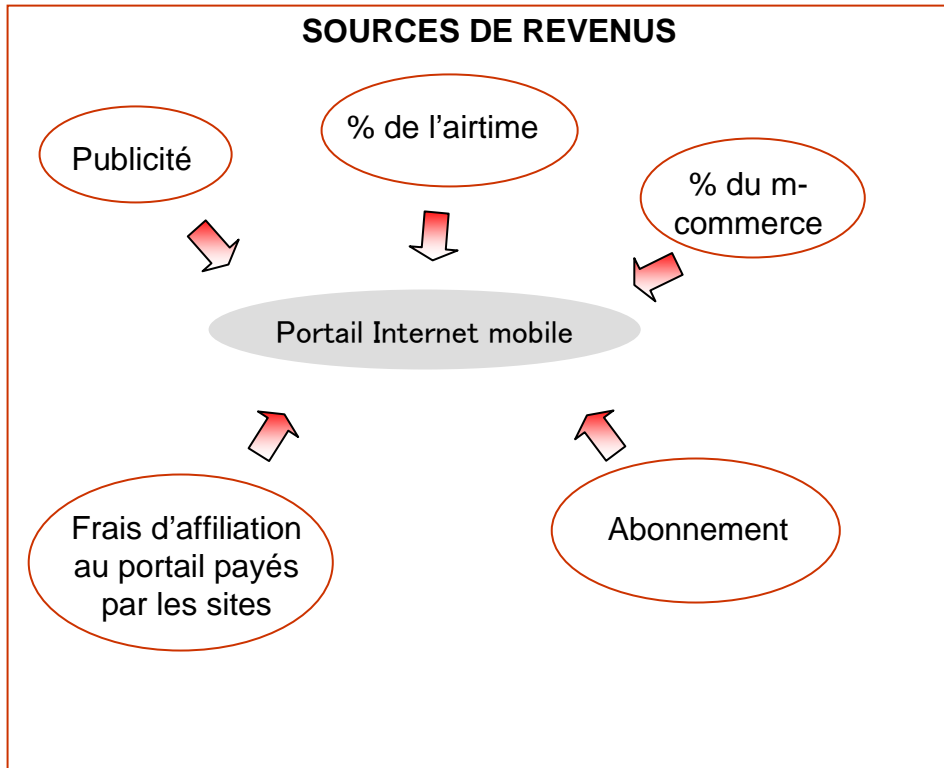 SOURCES DE REVENUS
Publicité
% de l’airtime
% du m-
commerce
Portail Internet mobile
Frais d’affiliation
au portail payés
par les sites
Abonnement